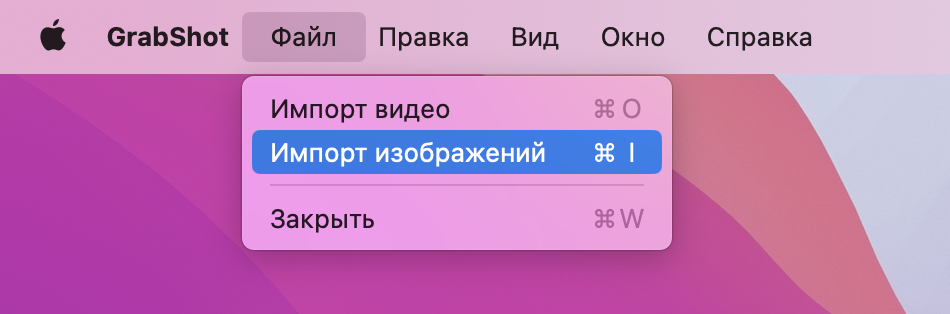 GrabShot Файл Правка Вид Окно Справка
Импорт видео ⌘ O
Импорт изображений ⌘ I
Закрыть ⌘ W